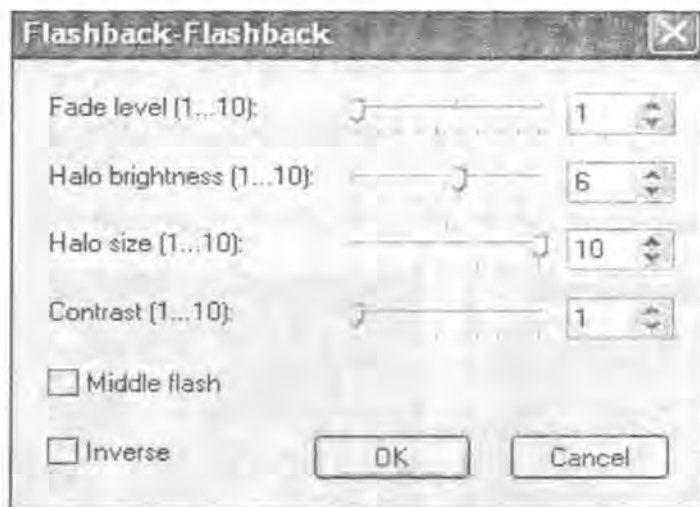 Flashback-Flashback
Fade level (1...10): 1
Halo brightness (1...10): 6
Halo size (1...10): 10
Contrast (1...10): 1
Middle flash
Inverse
OK Cancel